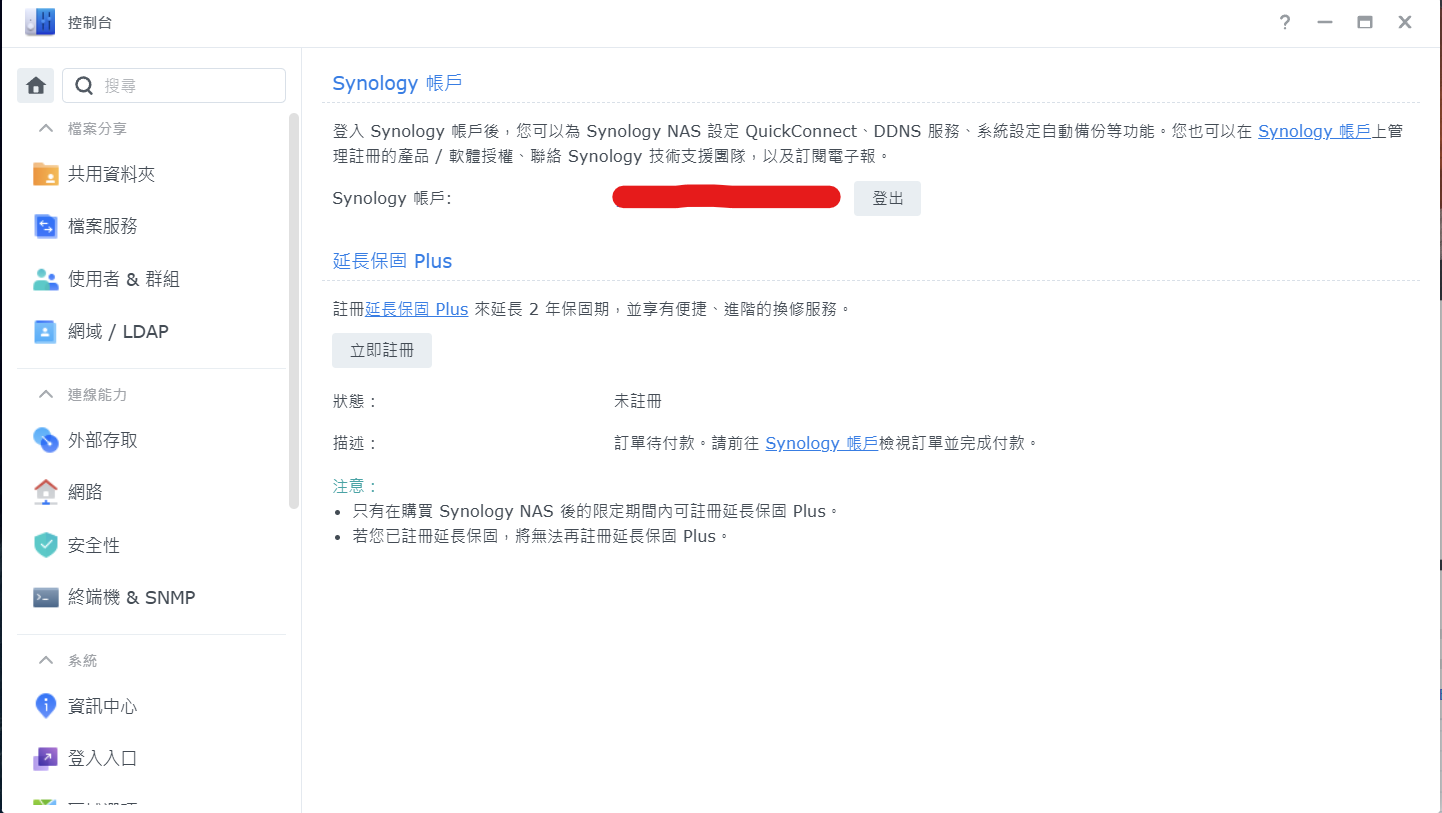 控制台
搜尋
檔案分享
共用資料夾
檔案服務
使用者 & 群組
網域 / LDAP
連線能力
外部存取
網路
安全性
終端機 & SNMP
系統
資訊中心
登入入口
Synology 帳戶
登入 Synology 帳戶後，您可以為 Synology NAS 設定 QuickConnect、DDNS 服務、系統設定自動備份等功能。您也可以在 Synology 帳戶上管
理註冊的產品 / 軟體授權、聯絡 Synology 技術支援團隊，以及訂閱電子報。
Synology 帳戶:
登出
延長保固 Plus
註冊延長保固 Plus 來延長 2 年保固期，並享有便捷、進階的換修服務。
立即註冊
狀態：
未註冊
描述：
訂單待付款。請前往 Synology 帳戶檢視訂單並完成付款。
注意：
• 只有在購買 Synology NAS 後的限定期間內可註冊延長保固 Plus。
• 若您已註冊延長保固，將無法再註冊延長保固 Plus。